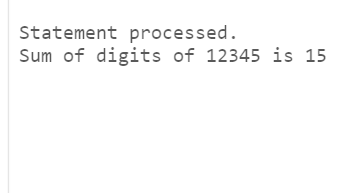 Statement processed.
Sum of digits of 12345 is 15